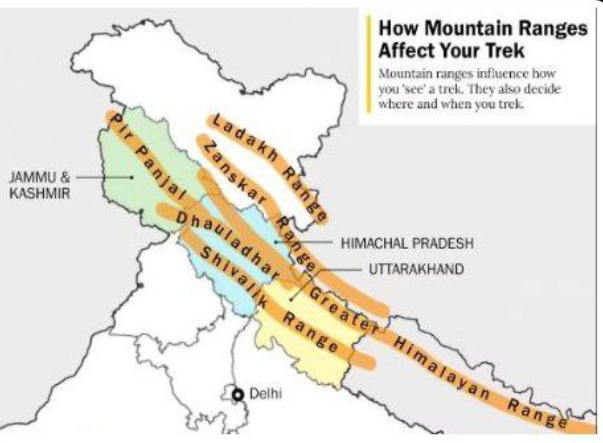 How Mountain Ranges
Affect Your Trek
Mountain ranges influence how
you 'see' a trek. They also decide
where and when you trek.
Ladakh Range
Pir Panjal
Zanskar Range
JAMMU &
KASHMIR
Dhauladhar
HIMACHAL PRADESH
Shivalik Range
UTTARAKHAND
Greater Himalayan Range
Delhi